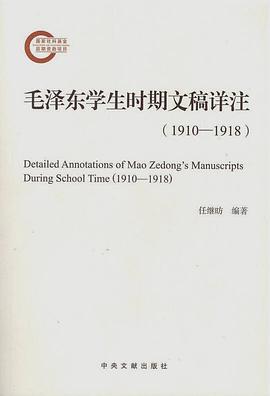 国家社科基金
后期资助项目
毛泽东学生时期文稿详注
（1910—1918）
Detailed Annotations of Mao Zedong's Manuscripts
During School Time (1910—1918)
任继昉 编著
中央文献出版社